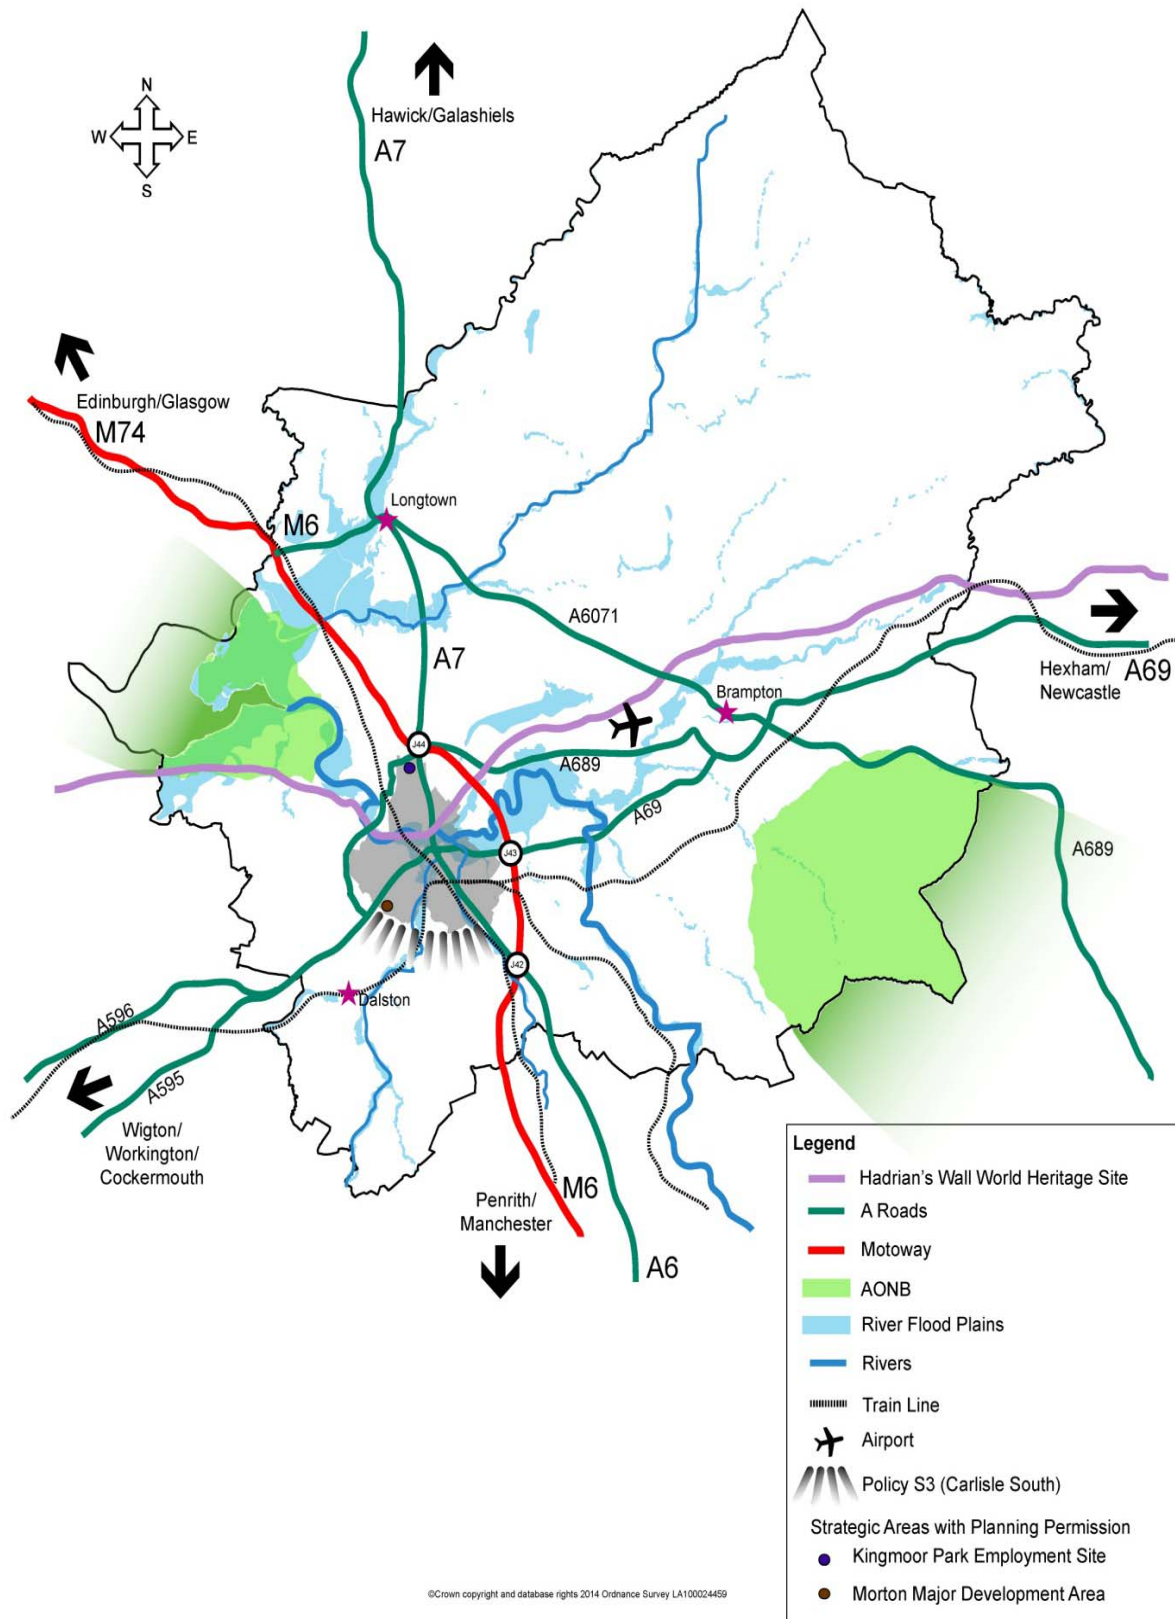 N
W
E
S
Hawick/Galashiels
A7
Edinburgh/Glasgow
M74
M6
Longtown
A6071
A7
Hexham/
Newcastle
A69
Brampton
J44
A689
A69
J43
A689
J42
Dalston
A596
A595
Wigton/
Workington/
Cockermouth
Penrith/
Manchester
M6
A6
Legend
Hadrian's Wall World Heritage Site
A Roads
Motoway
AONB
River Flood Plains
Rivers
Train Line
Airport
Policy S3 (Carlisle South)
Strategic Areas with Planning Permission
Kingmoor Park Employment Site
Morton Major Development Area
©Crown copyright and database rights 2014 Ordnance Survey LA100024459